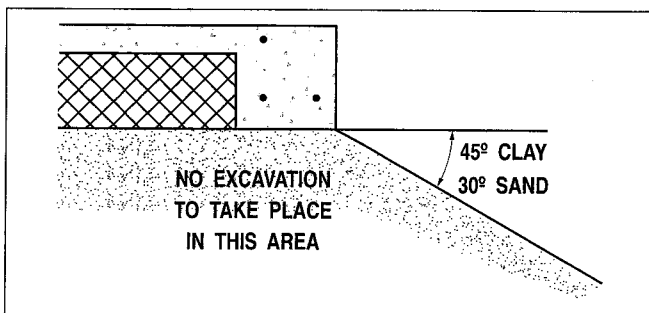 45º CLAY
30º SAND
NO EXCAVATION
TO TAKE PLACE
IN THIS AREA